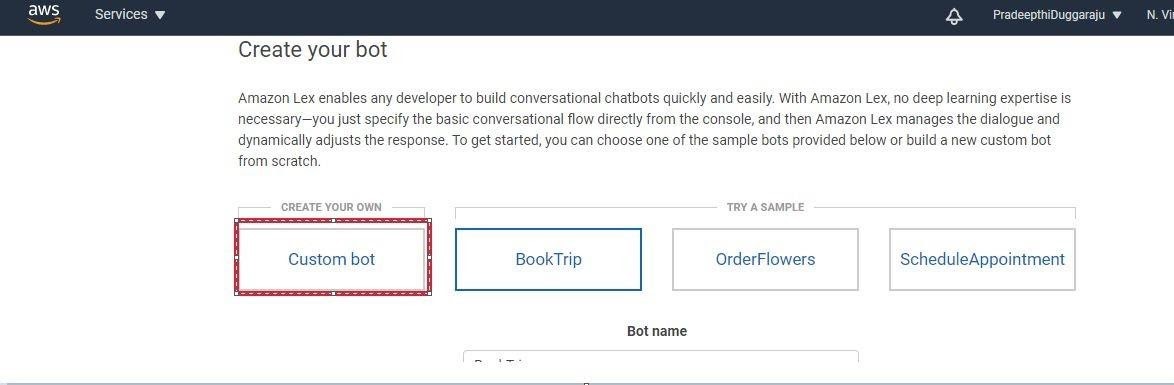 aws Services PradeepthiDuggaraju N. Vi
Create your bot
Amazon Lex enables any developer to build conversational chatbots quickly and easily. With Amazon Lex, no deep learning expertise is
necessary—you just specify the basic conversational flow directly from the console, and then Amazon Lex manages the dialogue and
dynamically adjusts the response. To get started, you can choose one of the sample bots provided below or build a new custom bot
from scratch.
CREATE YOUR OWN TRY A SAMPLE
Custom bot BookTrip OrderFlowers ScheduleAppointment
Bot name